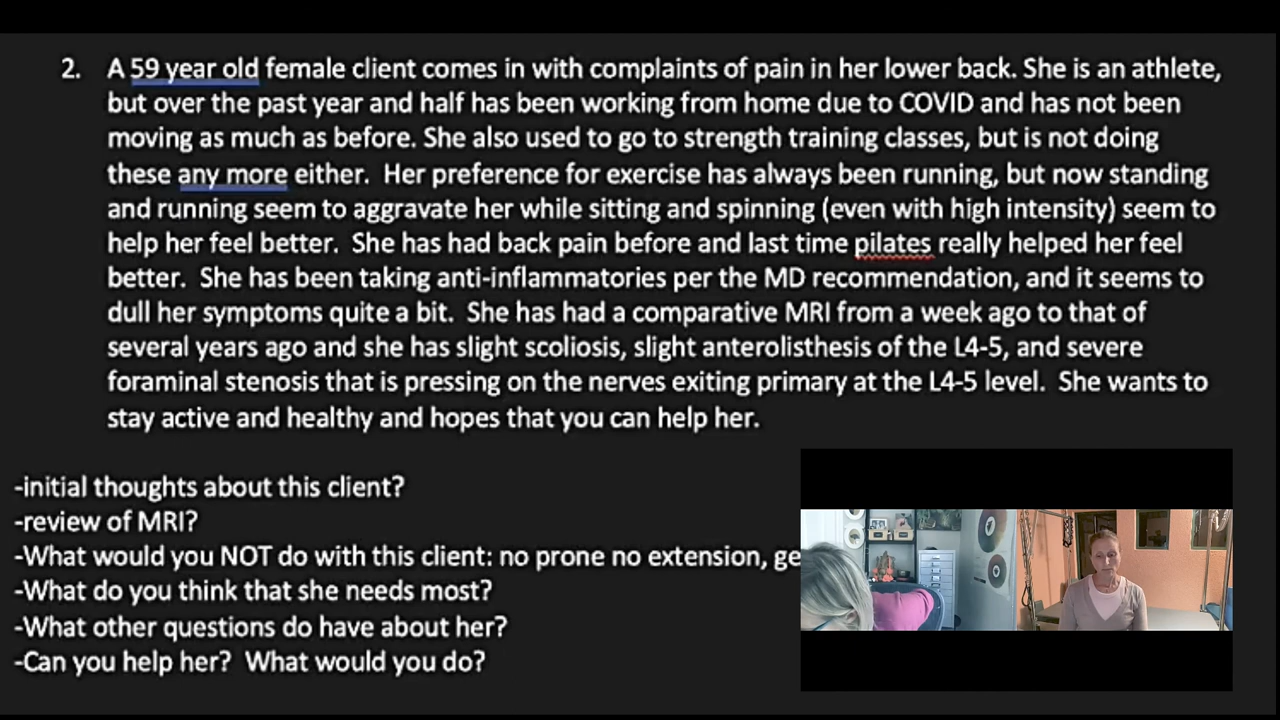 2. A 59 year old female client comes in with complaints of pain in her lower back. She is an athlete,
but over the past year and half has been working from home due to COVID and has not been
moving as much as before. She also used to go to strength training classes, but is not doing
these any more either. Her preference for exercise has always been running, but now standing
and running seem to aggravate her while sitting and spinning (even with high intensity) seem to
help her feel better. She has had back pain before and last time pilates really helped her feel
better. She has been taking anti-inflammatories per the MD recommendation, and it seems to
dull her symptoms quite a bit. She has had a comparative MRI from a week ago to that of
several years ago and she has slight scoliosis, slight anterolisthesis of the L4-5, and severe
foraminal stenosis that is pressing on the nerves exiting primary at the L4-5 level. She wants to
stay active and healthy and hopes that you can help her.
-initial thoughts about this client?
-review of MRI?
-What would you NOT do with this client: no prone no extension,
-What do you think that she needs most?
-What other questions do have about her?
-Can you help her? What would you do?